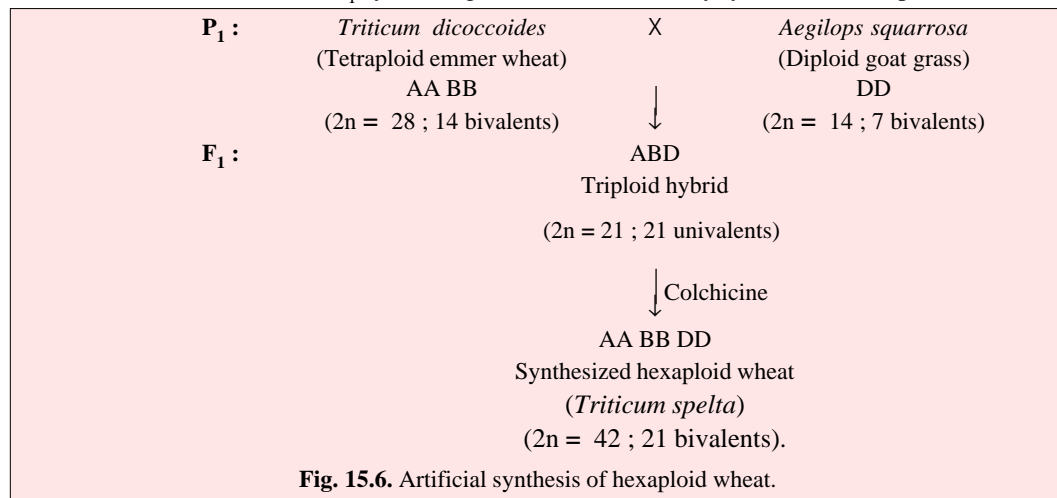 P1 : Triticum dicoccoides X Aegilops squarrosa
(Tetraploid emmer wheat) (Diploid goat grass)
AA BB DD
(2n = 28 ; 14 bivalents) (2n = 14 ; 7 bivalents)
F1 : ABD
Triploid hybrid
(2n = 21 ; 21 univalents)
Colchicine
AA BB DD
Synthesized hexaploid wheat
(Triticum spelta)
(2n = 42 ; 21 bivalents).
Fig. 15.6. Artificial synthesis of hexaploid wheat.